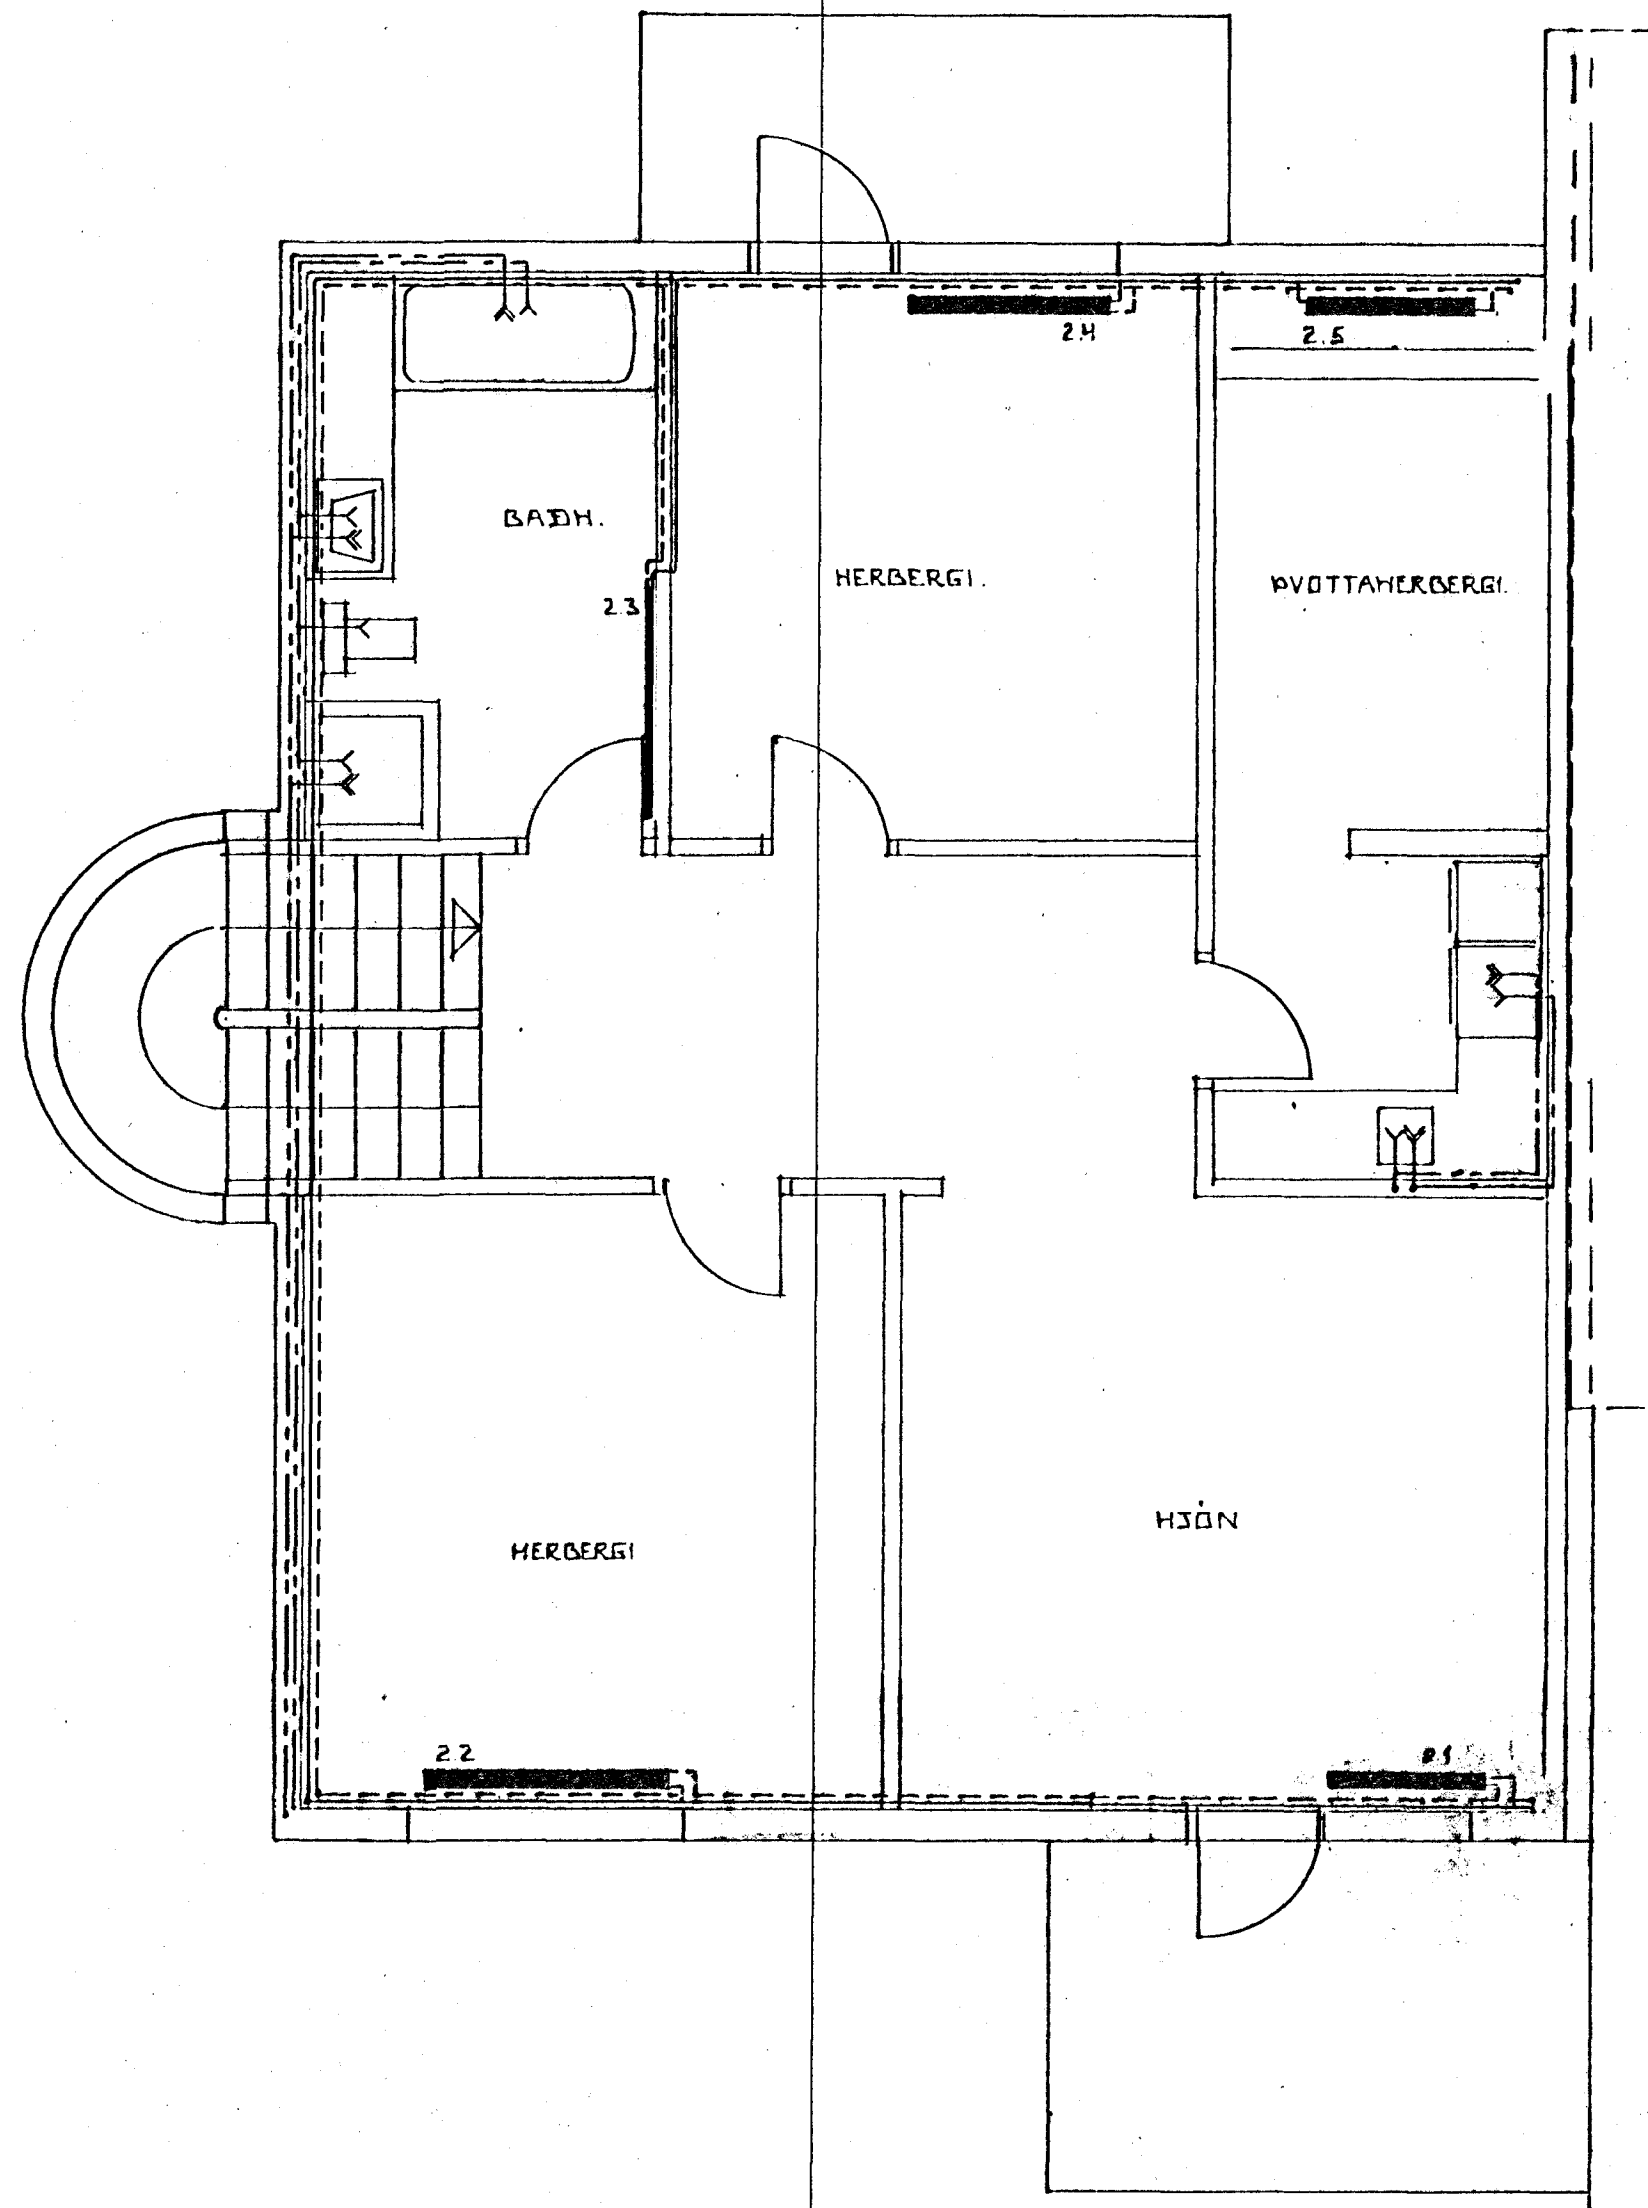 2.4
2.5
BAÐH.
HERBERGI.
ÞVOTTAHERBERGI.
2.3
HJÓN
HERBERGI
2.2